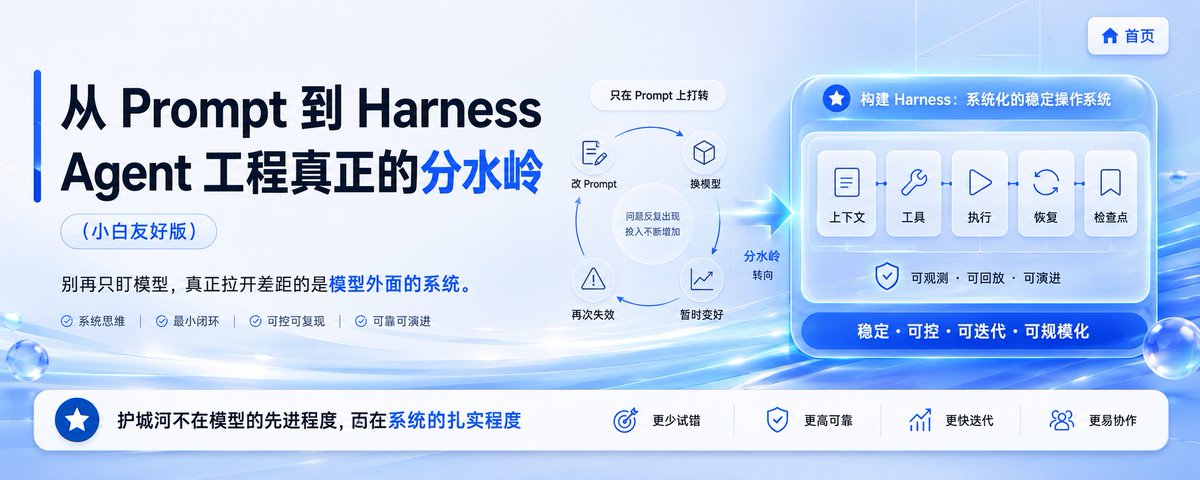 首页
从 Prompt 到 Harness
Agent 工程真正的分水岭
（小白友好版）
别再只盯模型，真正拉开差距的是模型外面的系统。
系统思维 | 最小闭环 | 可控可复现 | 可靠可演进
只在 Prompt 上打转
改 Prompt
换模型
问题反复出现
投入不断增加
再次失效
暂时变好
分水岭
转向
构建 Harness：系统化的稳定操作系统
上下文
工具
执行
恢复
检查点
可观测 · 可回放 · 可演进
稳定 · 可控 · 可迭代 · 可规模化
护城河不在模型的先进程度，而在系统的扎实程度
更少试错
更高可靠
更快迭代
更易协作